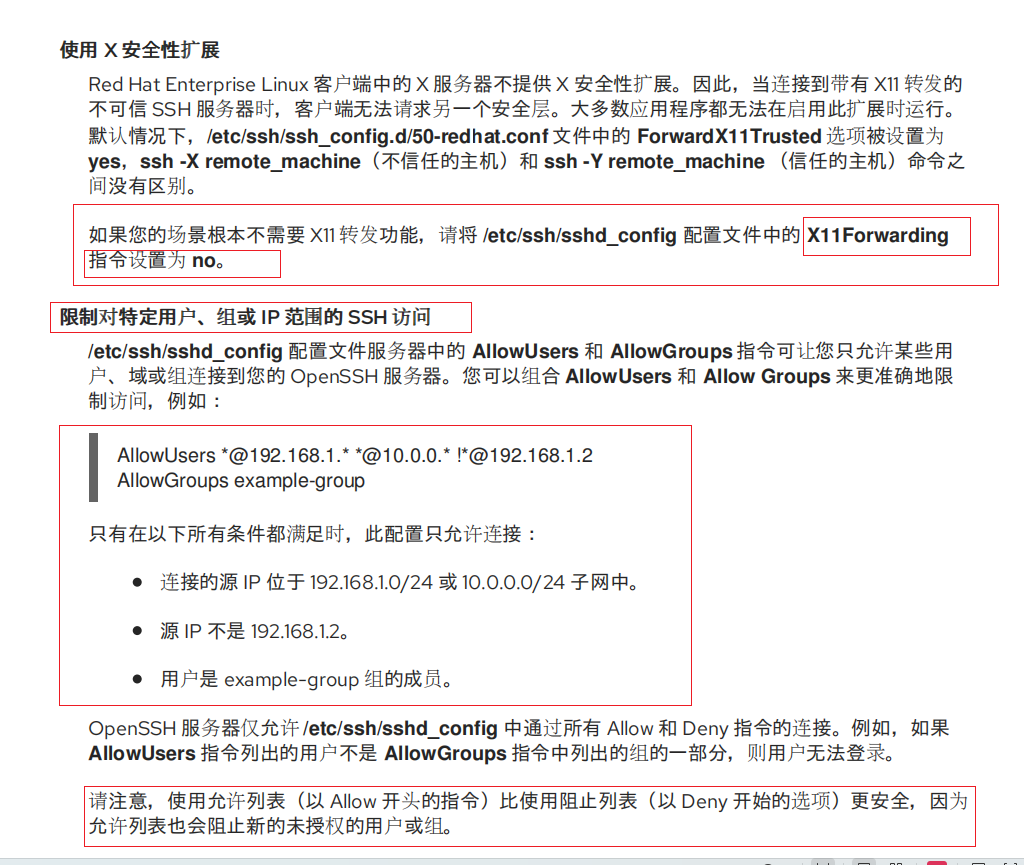 使用 X 安全性扩展
Red Hat Enterprise Linux 客户端中的 X 服务器不提供 X 安全性扩展。因此，当连接到带有 X11 转发的
不可信 SSH 服务器时，客户端无法请求另一个安全层。大多数应用程序都无法在启用此扩展时运行。
默认情况下，/etc/ssh/ssh_config.d/50-redhat.conf 文件中的 ForwardX11Trusted 选项被设置为
yes，ssh -X remote_machine（不信任的主机）和 ssh -Y remote_machine （信任的主机）命令之
间没有区别。
如果您的场景根本不需要 X11 转发功能，请将 /etc/ssh/sshd_config 配置文件中的 X11Forwarding
指令设置为 no。
限制对特定用户、组或 IP 范围的 SSH 访问
/etc/ssh/sshd_config 配置文件服务器中的 AllowUsers 和 AllowGroups 指令可让您只允许某些用
户、域或组连接到您的 OpenSSH 服务器。您可以组合 AllowUsers 和 Allow Groups 来更准确地限
制访问，例如：
AllowUsers *@192.168.1.* *@10.0.0.* !*@192.168.1.2
AllowGroups example-group
只有在以下所有条件都满足时，此配置只允许连接：
● 连接的源 IP 位于 192.168.1.0/24 或 10.0.0.0/24 子网中。
● 源 IP 不是 192.168.1.2。
● 用户是 example-group 组的成员。
OpenSSH 服务器仅允许 /etc/ssh/sshd_config 中通过所有 Allow 和 Deny 指令的连接。例如，如果
AllowUsers 指令列出的用户不是 AllowGroups 指令中列出的组的一部分，则用户无法登录。
请注意，使用允许列表（以 Allow 开头的指令）比使用阻止列表（以 Deny 开始的选项）更安全，因为
允许列表也会阻止新的未授权的用户或组。